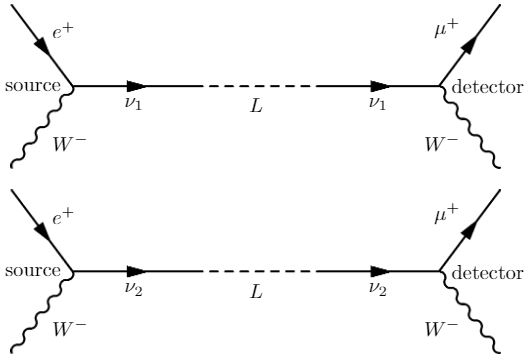 e⁺ μ⁺
source detector
ν₁ L ν₁
W⁻ W⁻
e⁺ μ⁺
source detector
ν₂ L ν₂
W⁻ W⁻